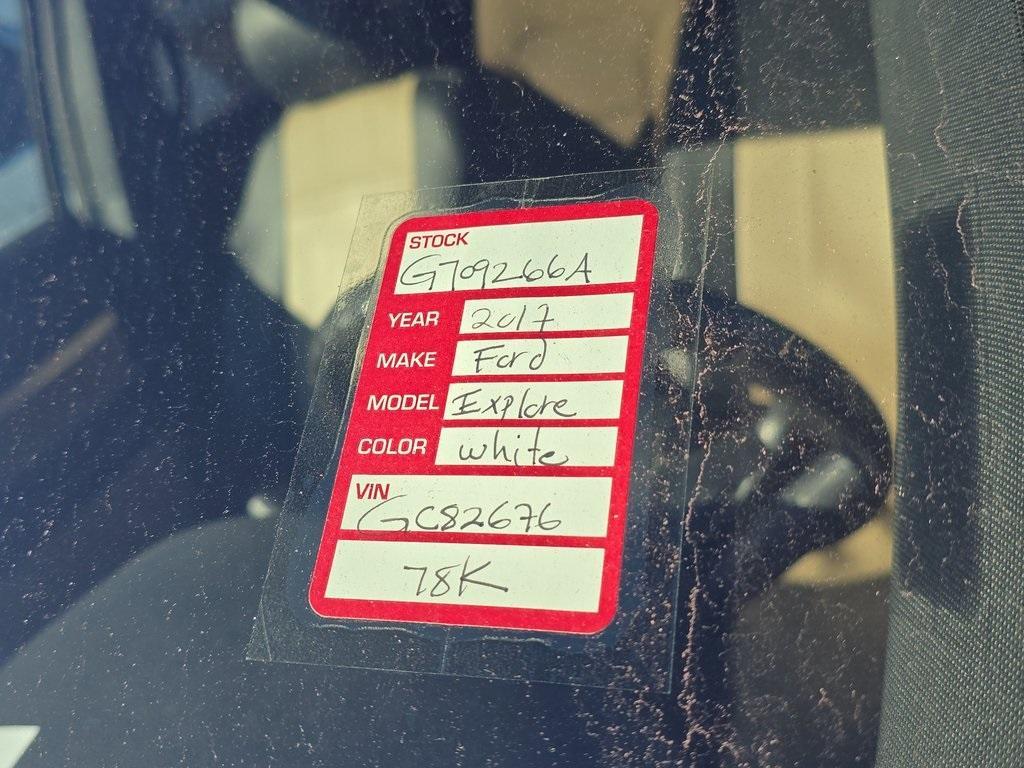 STOCK
G709266A
YEAR 2017
MAKE Ford
MODEL Explore
COLOR white
VIN
GC82676
78K